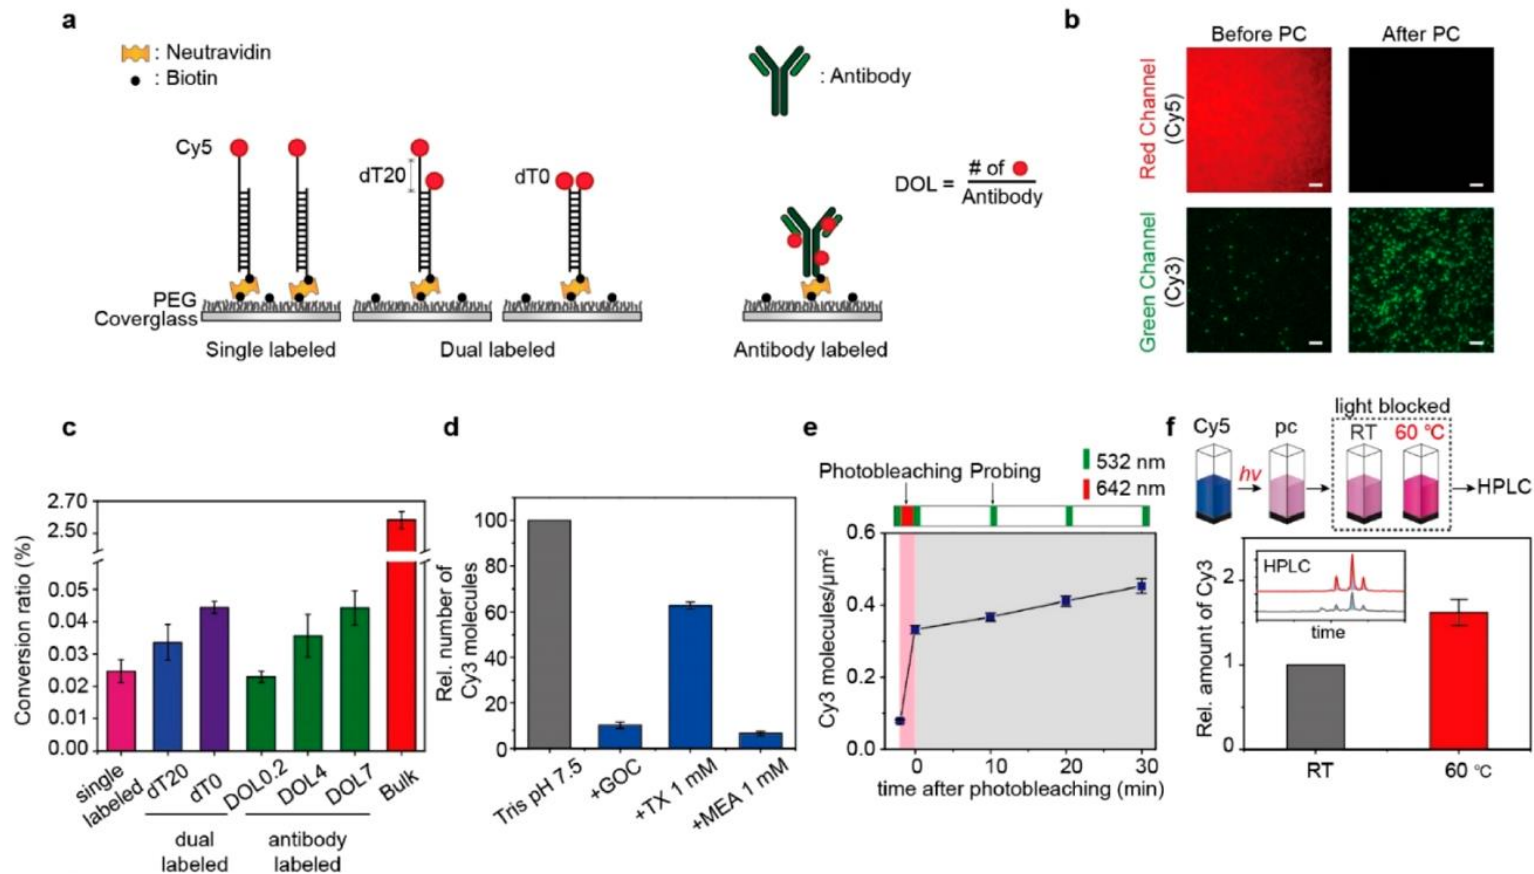 a
: Neutravidin
: Biotin
: Antibody
Cy5
dT20
dT0
DOL = # of
Antibody
PEG
Coverglass
Single labeled
Dual labeled
Antibody labeled
b
Before PC
After PC
Red Channel
(Cy5)
Green Channel
(Cy3)
c
Conversion ratio (%)
2.70
2.50
0.05
0.04
0.03
0.02
0.01
0.00
single
labeled
dT20
dT0
DOL0.2
DOL4
DOL7
Bulk
dual
labeled
antibody
labeled
d
Rel. number of
Cy3 molecules
100
80
60
40
20
0
Tris pH 7.5
+GOC
+TX 1 mM
+MEA 1 mM
e
532 nm
642 nm
Photobleaching
Probing
Cy3 molecules/µm²
0.6
0.4
0.2
0.0
0
10
20
30
time after photobleaching (min)
f
light blocked
Cy5
pc
RT
60 °C
hv
HPLC
Rel. amount of Cy3
2
1
0
HPLC
time
RT
60 °C